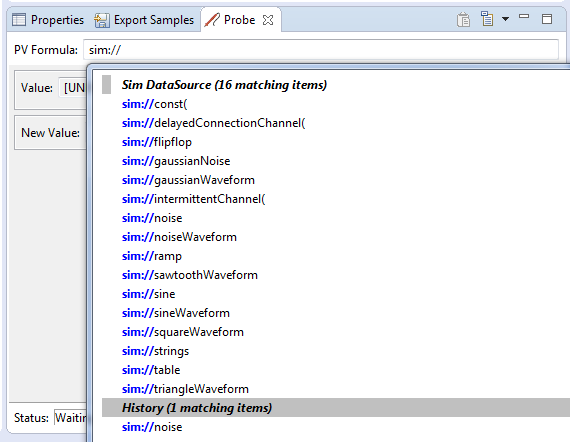 Properties Export Samples Probe
PV Formula: sim://
Sim DataSource (16 matching items)
Value: [UN
sim://const(
sim://delayedConnectionChannel(
New Value:
sim://flipflop
sim://gaussianNoise
sim://gaussianWaveform
sim://intermittentChannel(
sim://noise
sim://noiseWaveform
sim://ramp
sim://sawtoothWaveform
sim://sine
sim://sineWaveform
sim://squareWaveform
sim://strings
sim://table
sim://triangleWaveform
History (1 matching items)
Status: Waitin
sim://noise